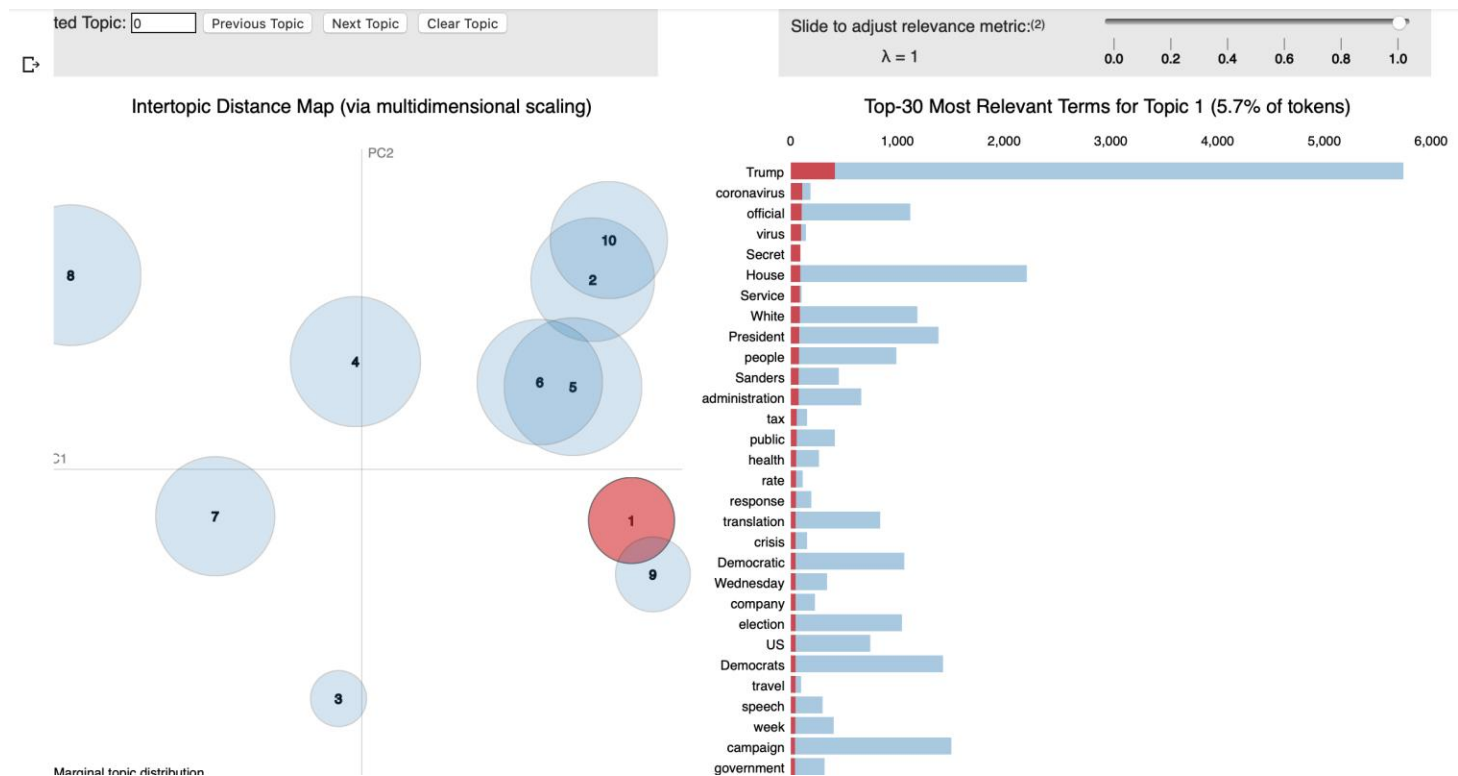 ted Topic: 0 Previous Topic Next Topic Clear Topic
Slide to adjust relevance metric:(2)
λ = 1
0.0 0.2 0.4 0.6 0.8 1.0
Intertopic Distance Map (via multidimensional scaling)
PC2
C1
8
10
2
4
6
5
7
1
9
3
Marginal topic distribution
Top-30 Most Relevant Terms for Topic 1 (5.7% of tokens)
0 1,000 2,000 3,000 4,000 5,000 6,000
Trump
coronavirus
official
virus
Secret
House
Service
White
President
people
Sanders
administration
tax
public
health
rate
response
translation
crisis
Democratic
Wednesday
company
election
US
Democrats
travel
speech
week
campaign
government